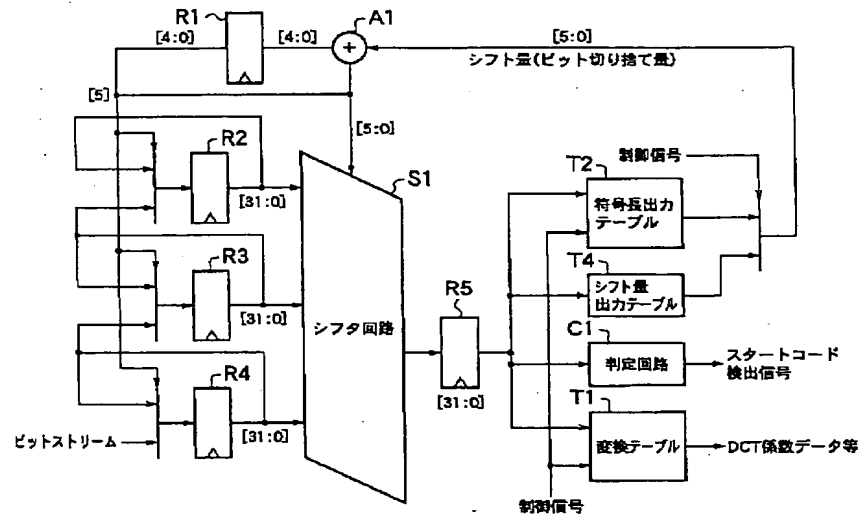 R1
A1
[4:0]
[4:0]
[5:0]
シフト量(ビット切り捨て量)
[5]
[5:0]
R2
[31:0]
S1
制御信号
T2
符号長出力
テーブル
R3
[31:0]
T4
シフト量
出力テーブル
シフタ回路
R5
[31:0]
C1
判定回路
スタートコード
検出信号
R4
[31:0]
ビットストリーム
T1
変換テーブル
DCT係数データ等
制御信号